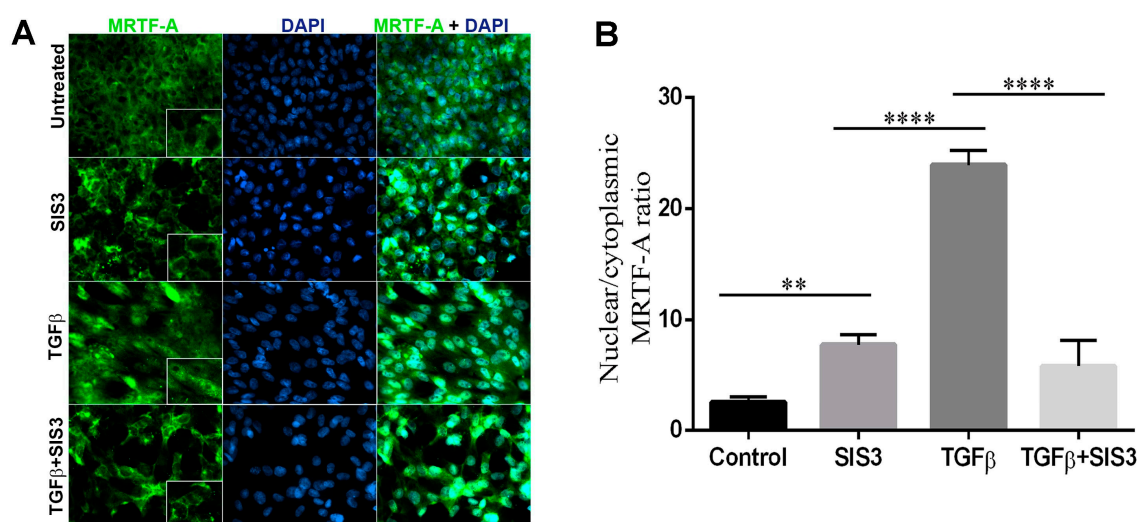 A
MRTF-A
DAPI
MRTF-A + DAPI
Untreated
SIS3
TGFβ
TGFβ+SIS3
B
Nuclear/cytoplasmic
MRTF-A ratio
30
20
10
0
**
****
****
Control
SIS3
TGFβ
TGFβ+SIS3